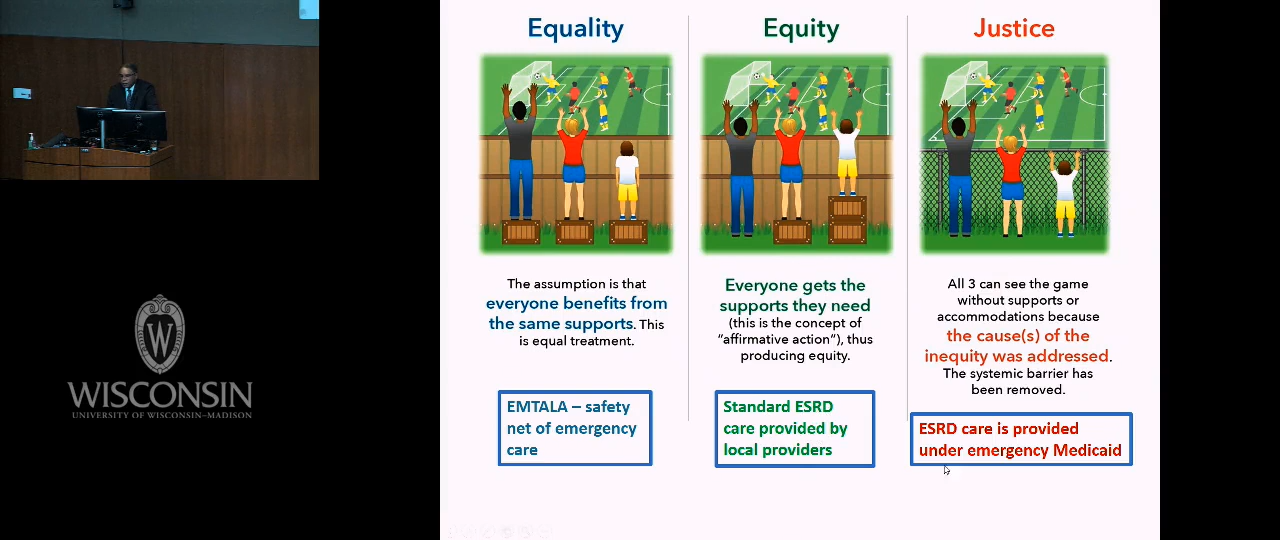 Equality
The assumption is that
everyone benefits from
the same supports. This
is equal treatment.
EMTALA – safety
net of emergency
care
Equity
Everyone gets the
supports they need
(this is the concept of
“affirmative action”), thus
producing equity.
Standard ESRD
care provided by
local providers
Justice
All 3 can see the game
without supports or
accommodations because
the cause(s) of the
inequity was addressed.
The systemic barrier has
been removed.
ESRD care is provided
under emergency Medicaid
W
WISCONSIN
UNIVERSITY OF WISCONSIN–MADISON